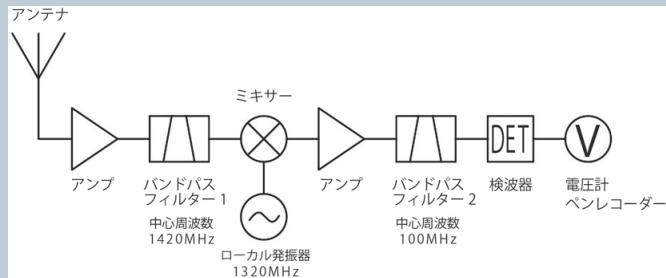 アンテナ
ミキサー
DET
V
アンプ
バンドパス
フィルター1
中心周波数
1420MHz
ローカル発振器
1320MHz
アンプ
バンドパス
フィルター2
中心周波数
100MHz
検波器
電圧計
ペンレコーダー